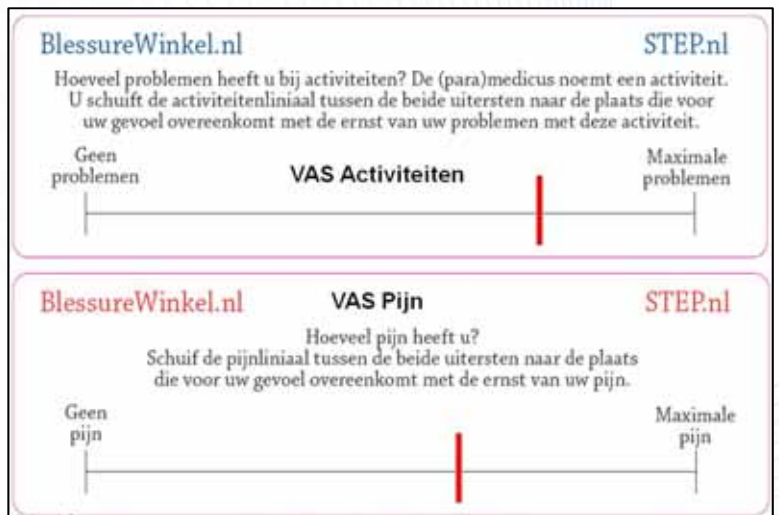 BlessureWinkel.nl STEP.nl
Hoeveel problemen heeft u bij activiteiten? De (para)medicus noemt een activiteit.
U schuift de activiteitenliniaal tussen de beide uitersten naar de plaats die voor
uw gevoel overeenkomt met de ernst van uw problemen met deze activiteit.
Geen
problemen
VAS Activiteiten
Maximale
problemen
BlessureWinkel.nl VAS Pijn STEP.nl
Hoeveel pijn heeft u?
Schuif de pijnliniaal tussen de beide uitersten naar de plaats
die voor uw gevoel overeenkomt met de ernst van uw pijn.
Geen
pijn
Maximale
pijn